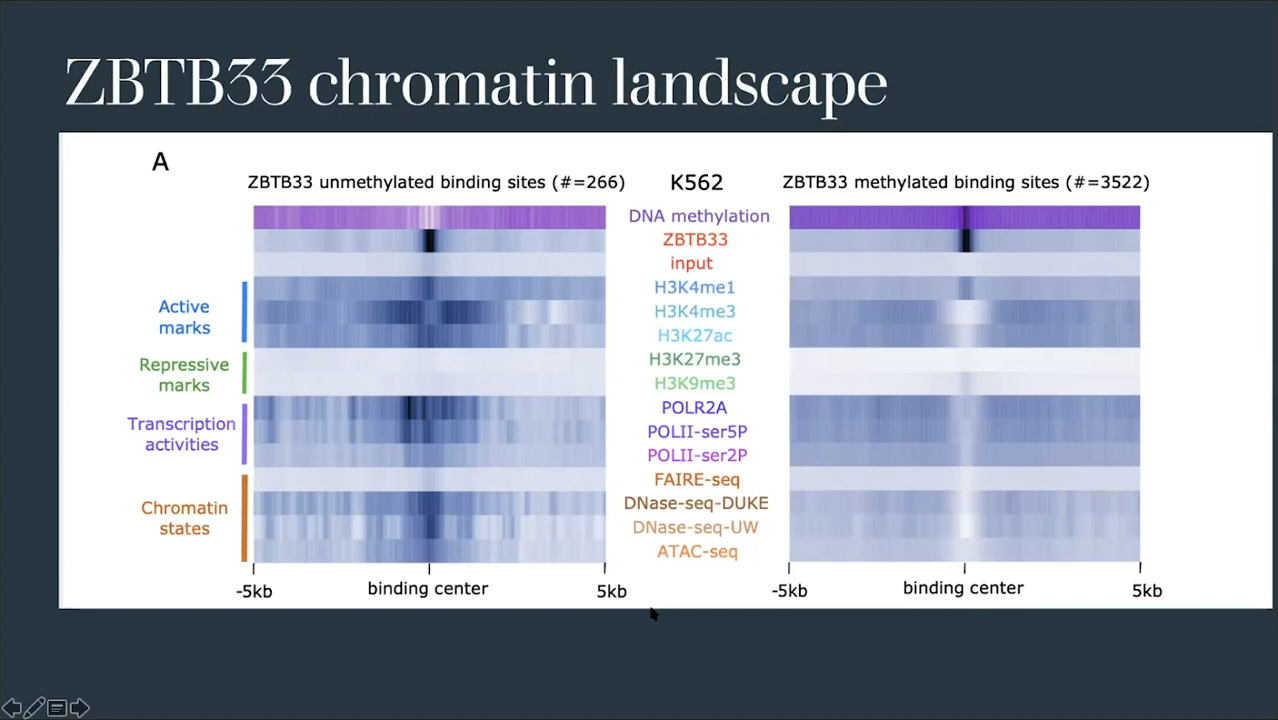 ZBTB33 chromatin landscape
A
ZBTB33 unmethylated binding sites (#=266)
K562
ZBTB33 methylated binding sites (#=3522)
DNA methylation
ZBTB33
input
H3K4me1
H3K4me3
H3K27ac
H3K27me3
H3K9me3
POLR2A
POLII-ser5P
POLII-ser2P
FAIRE-seq
DNase-seq-DUKE
DNase-seq-UW
ATAC-seq
Active
marks
Repressive
marks
Transcription
activities
Chromatin
states
-5kb
binding center
5kb
-5kb
binding center
5kb